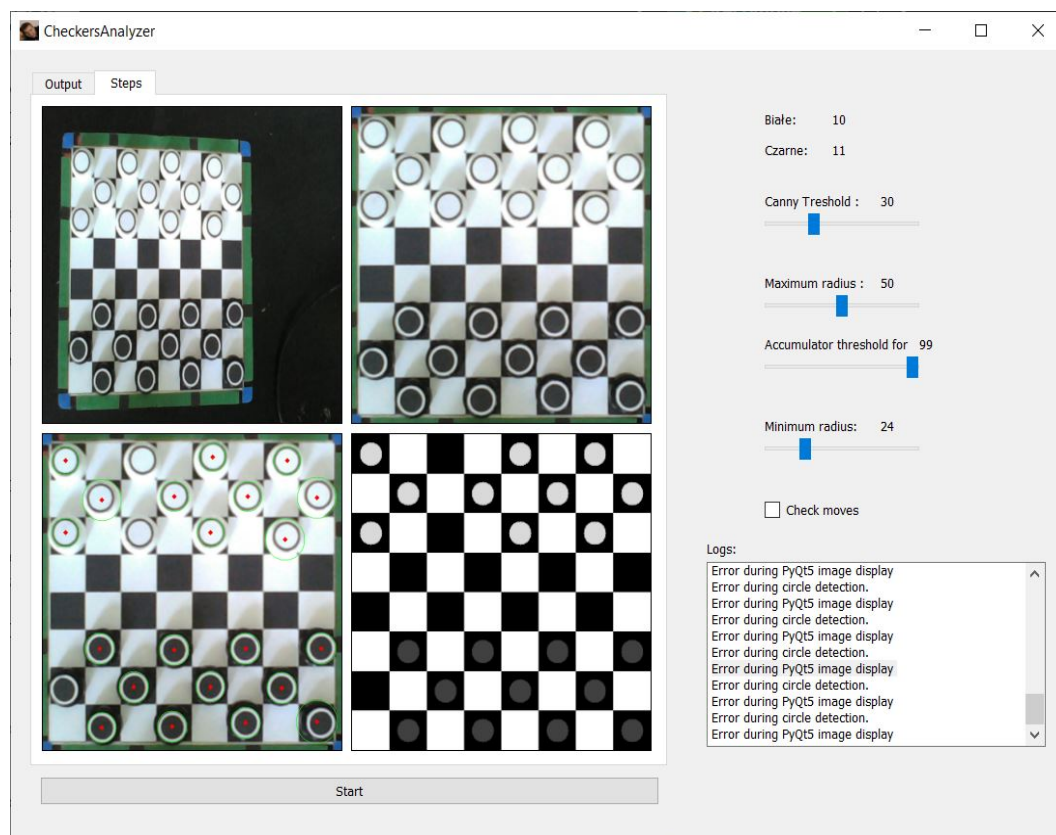 CheckersAnalyzer
Output Steps
Białe: 10
Czarne: 11
Canny Treshold : 30
Maximum radius : 50
Accumulator threshold for 99
Minimum radius: 24
Check moves
Logs:
Error during PyQt5 image display
Error during circle detection.
Error during PyQt5 image display
Error during circle detection.
Error during PyQt5 image display
Error during circle detection.
Error during PyQt5 image display
Error during circle detection.
Error during PyQt5 image display
Error during circle detection.
Error during PyQt5 image display
Start